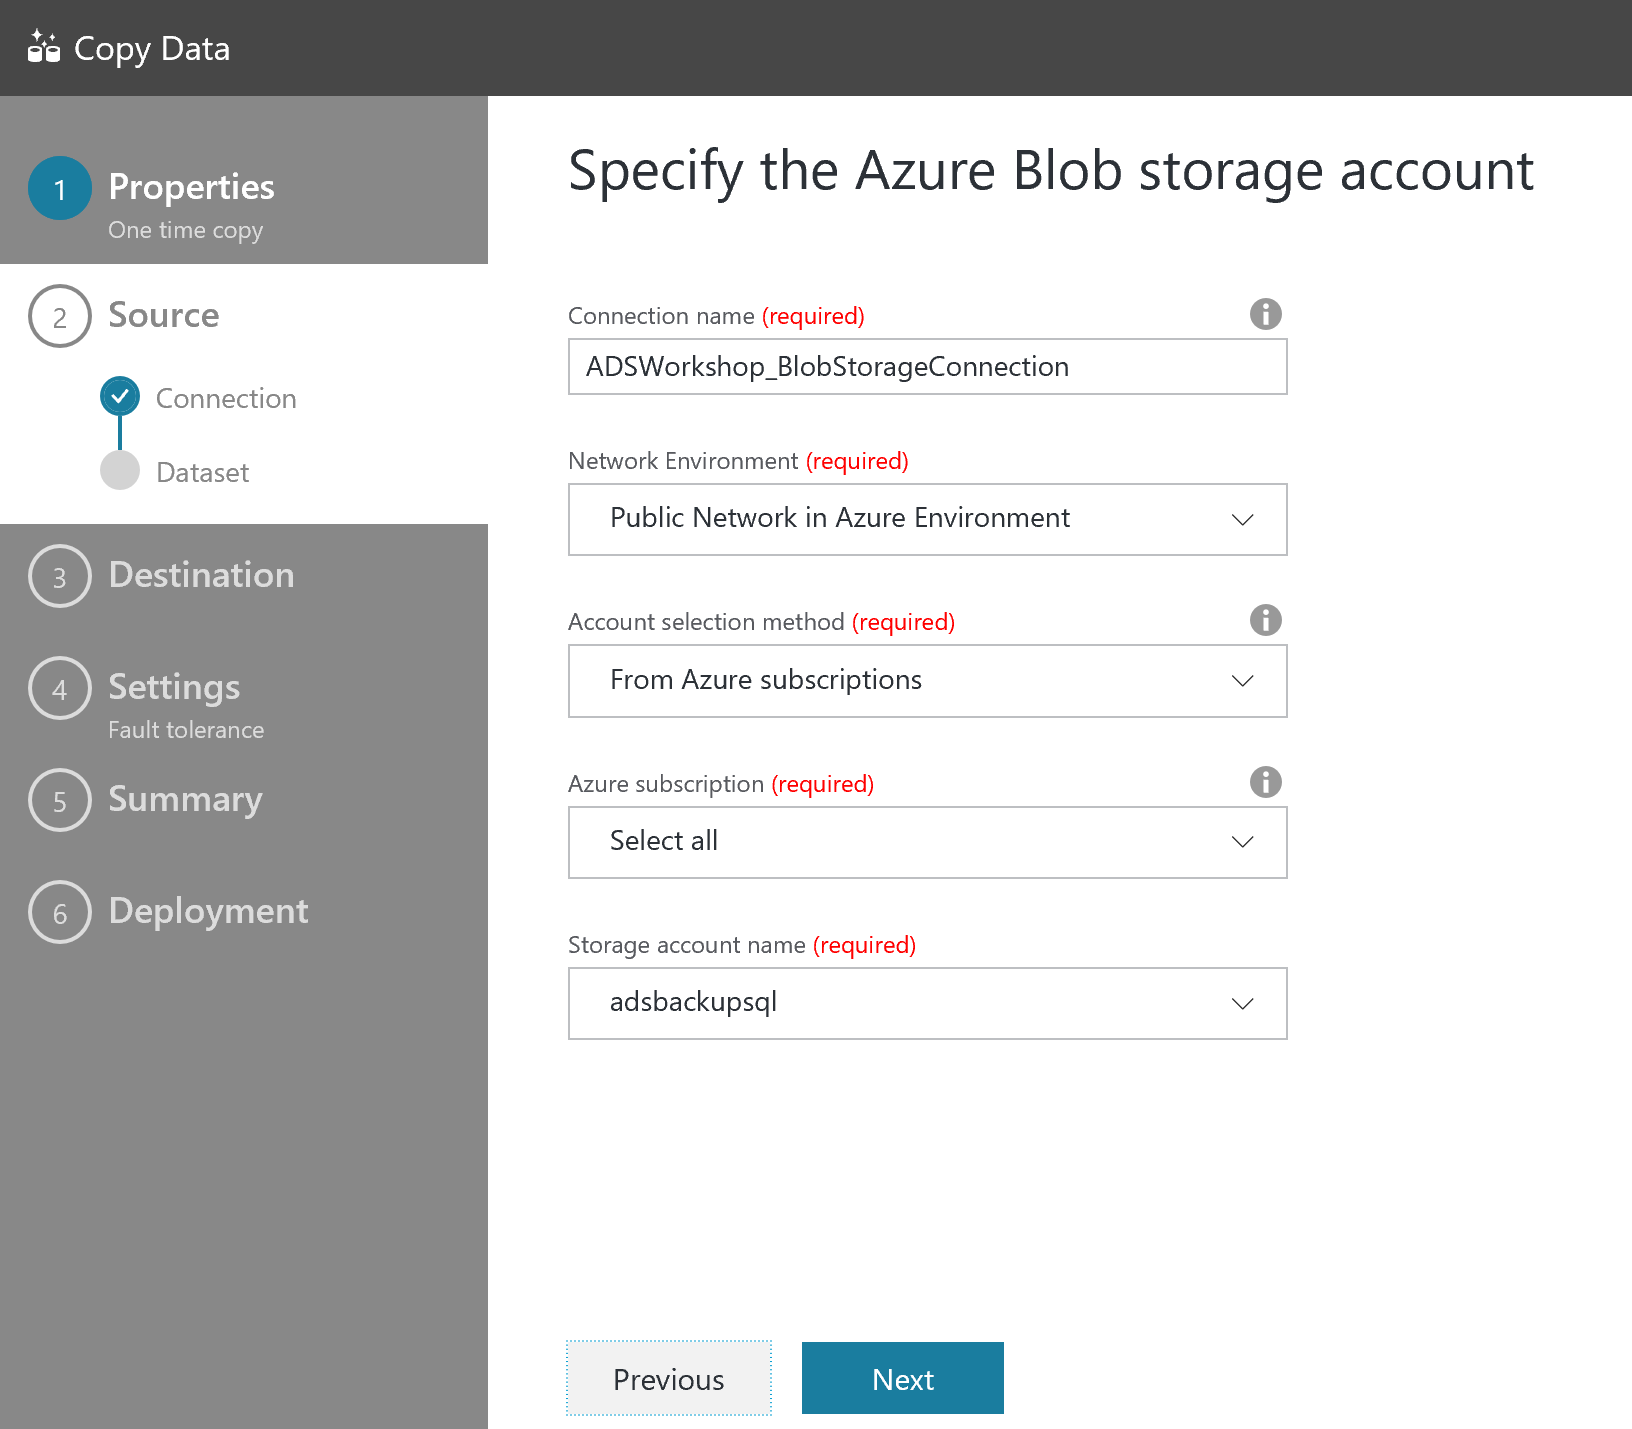 Copy Data
1 Properties
One time copy
2 Source
Connection
Dataset
3 Destination
4 Settings
Fault tolerance
5 Summary
6 Deployment
Specify the Azure Blob storage account
Connection name (required)
ADSWorkshop_BlobStorageConnection
Network Environment (required)
Public Network in Azure Environment
Account selection method (required)
From Azure subscriptions
Azure subscription (required)
Select all
Storage account name (required)
adsbackupsql
Previous Next